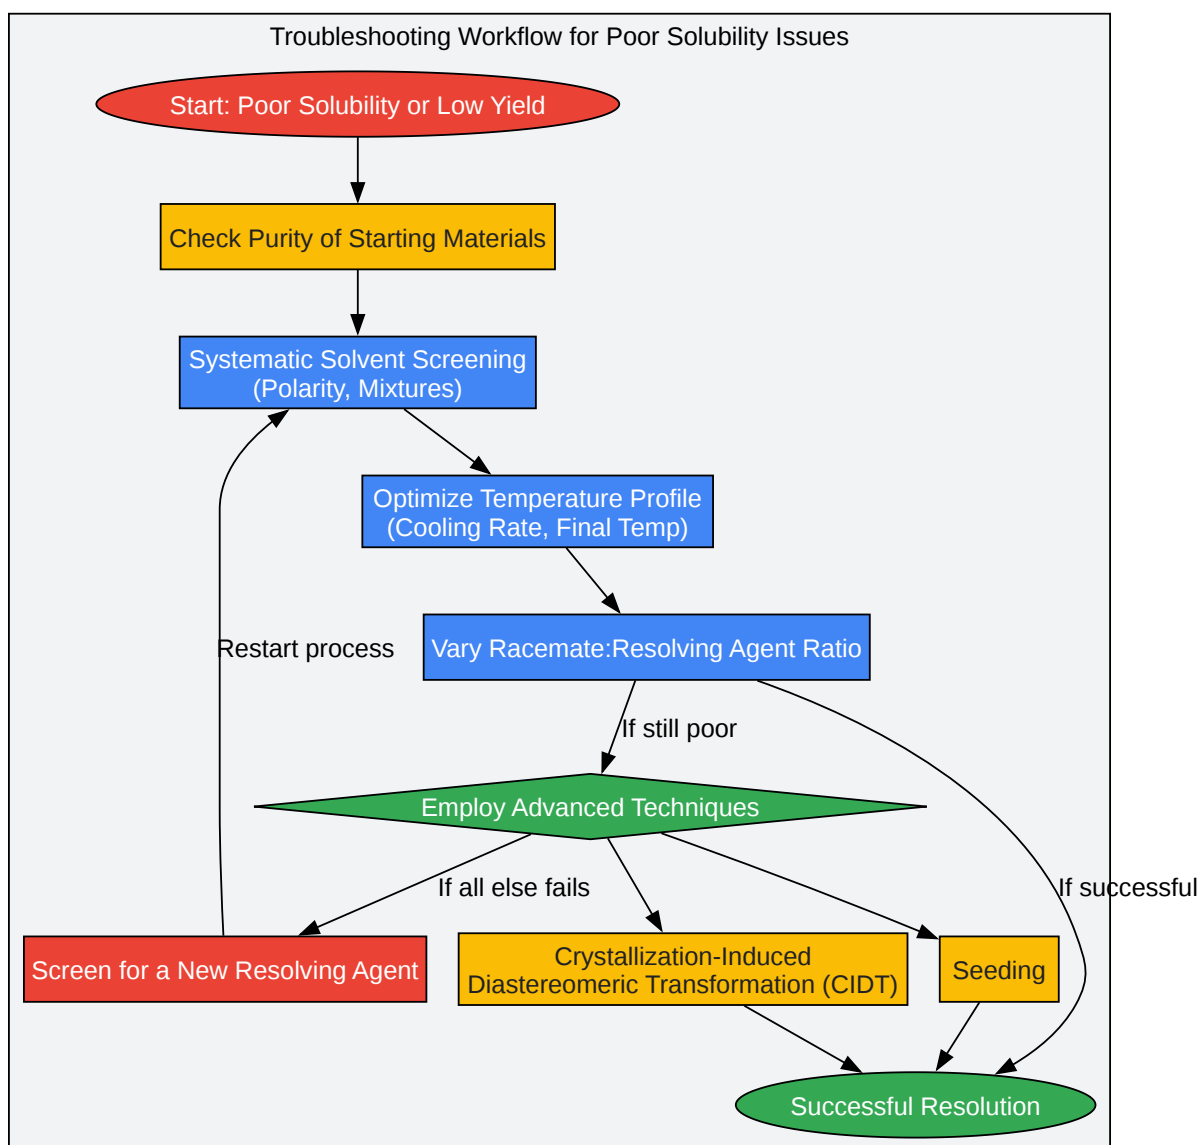 Troubleshooting Workflow for Poor Solubility Issues
Start: Poor Solubility or Low Yield
Check Purity of Starting Materials
Systematic Solvent Screening
(Polarity, Mixtures)
Optimize Temperature Profile
(Cooling Rate, Final Temp)
Restart process
Vary Racemate:Resolving Agent Ratio
If still poor
Employ Advanced Techniques
If all else fails
If successful
Screen for a New Resolving Agent
Crystallization-Induced
Diastereomeric Transformation (CIDT)
Seeding
Successful Resolution